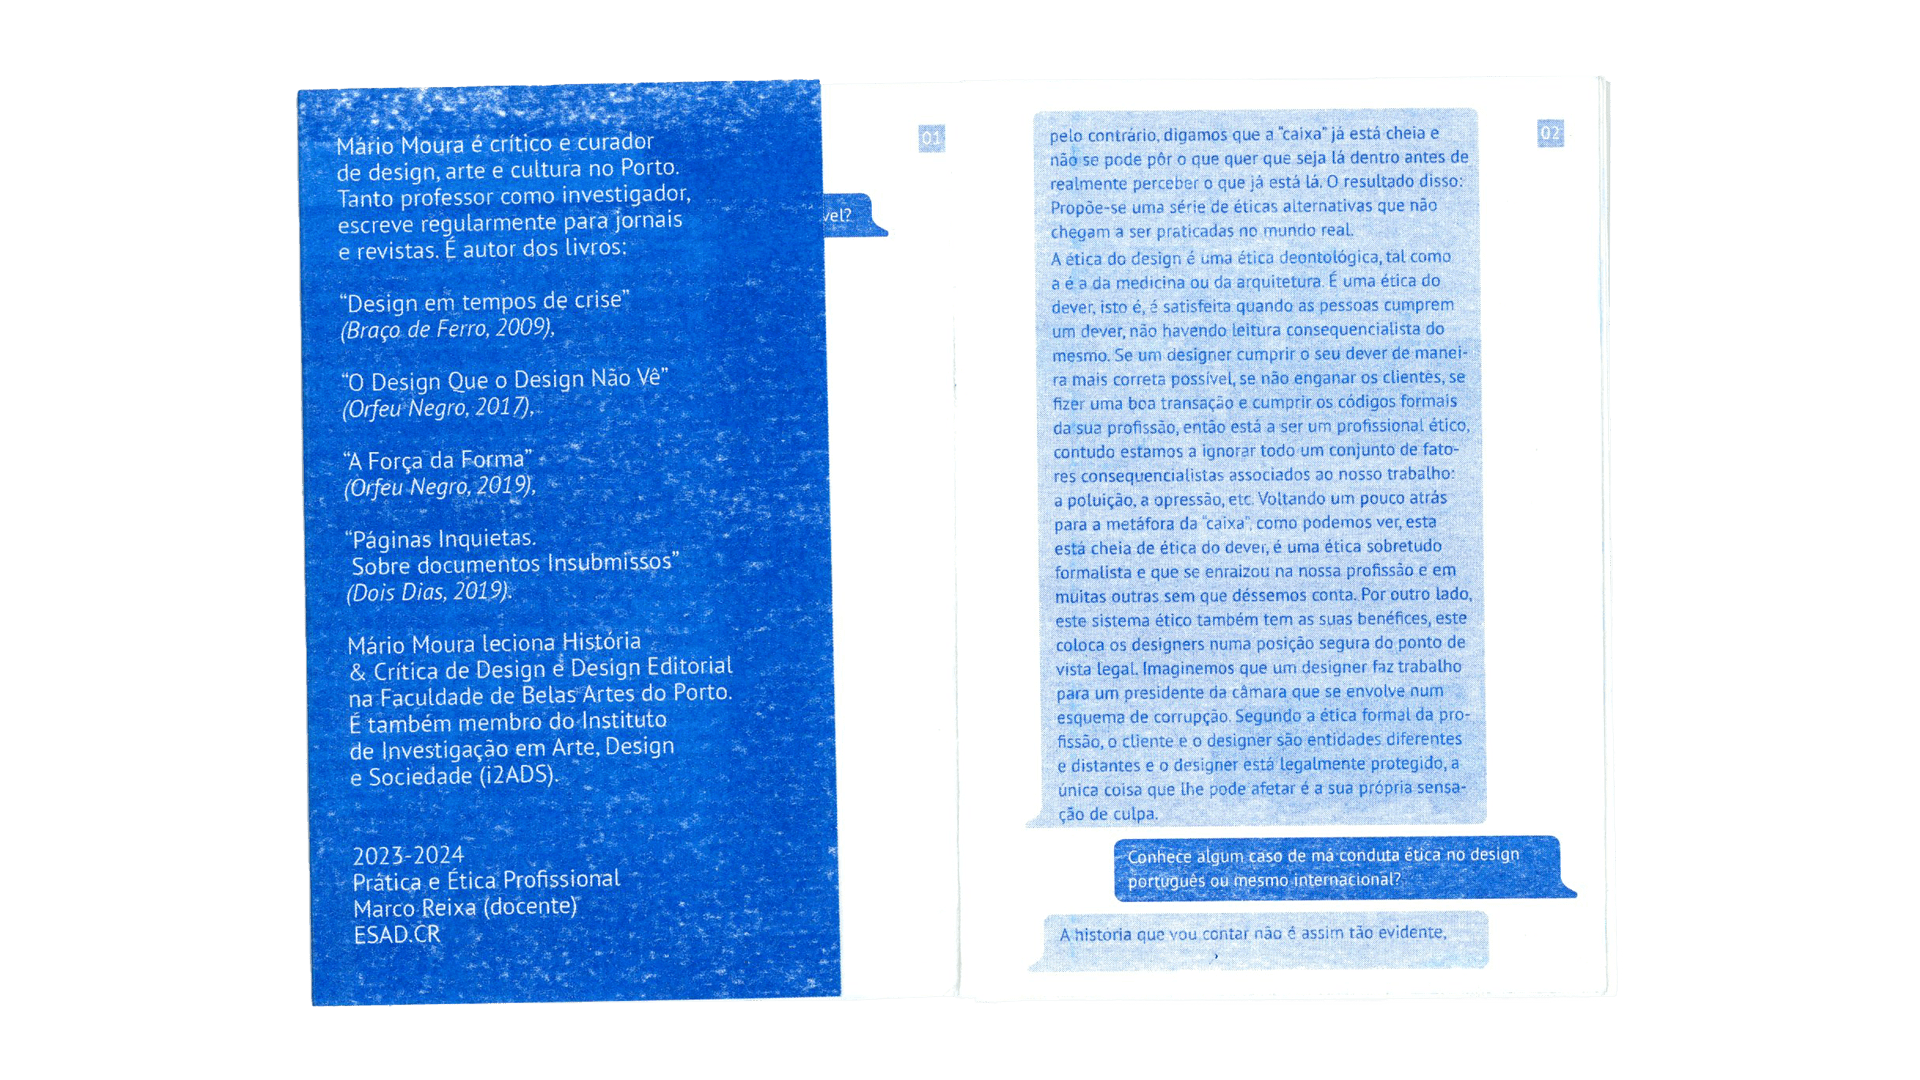 Mário Moura é crítico e curador
de design, arte e cultura no Porto.
Tanto professor como investigador,
escreve regularmente para jornais
e revistas. É autor dos livros:
“Design em tempos de crise”
(Braço de Ferro, 2009),
“O Design Que o Design Não Vê”
(Orfeu Negro, 2017),
“A Força da Forma”
(Orfeu Negro, 2019),
“Páginas Inquietas.
Sobre documentos Insubmissos”
(Dois Dias, 2019).
Mário Moura leciona História
& Crítica de Design e Design Editorial
na Faculdade de Belas Artes do Porto.
É também membro do Instituto
de Investigação em Arte, Design
e Sociedade (i2ADS).
2023-2024
Prática e Ética Profissional
Marco Reixa (docente)
ESAD.CR
01
vel?
02
pelo contrário, digamos que a “caixa” já está cheia e
não se pode pôr o que quer que seja lá dentro antes de
realmente perceber o que já está lá. O resultado disso:
Propõe-se uma série de éticas alternativas que não
chegam a ser praticadas no mundo real.
A ética do design é uma ética deontológica, tal como
a é a da medicina ou da arquitetura. É uma ética do
dever, isto é, é satisfeita quando as pessoas cumprem
um dever, não havendo leitura consequencialista do
mesmo. Se um designer cumprir o seu dever de manei-
ra mais correta possível, se não enganar os clientes, se
fizer uma boa transação e cumprir os códigos formais
da sua profissão, então está a ser um profissional ético,
contudo estamos a ignorar todo um conjunto de fato-
res consequencialistas associados ao nosso trabalho:
a poluição, a opressão, etc. Voltando um pouco atrás
para a metáfora da “caixa”, como podemos ver, esta
está cheia de ética do dever, é uma ética sobretudo
formalista e que se enraizou na nossa profissão e em
muitas outras sem que déssemos conta. Por outro lado,
este sistema ético também tem as suas benéfices, este
coloca os designers numa posição segura do ponto de
vista legal. Imaginemos que um designer faz trabalho
para um presidente da câmara que se envolve num
esquema de corrupção. Segundo a ética formal da pro-
fissão, o cliente e o designer são entidades diferentes
e distantes e o designer está legalmente protegido, a
única coisa que lhe pode afetar é a sua própria sensa-
ção de culpa.
Conhece algum caso de má conduta ética no design
português ou mesmo internacional?
A história que vou contar não é assim tão evidente,